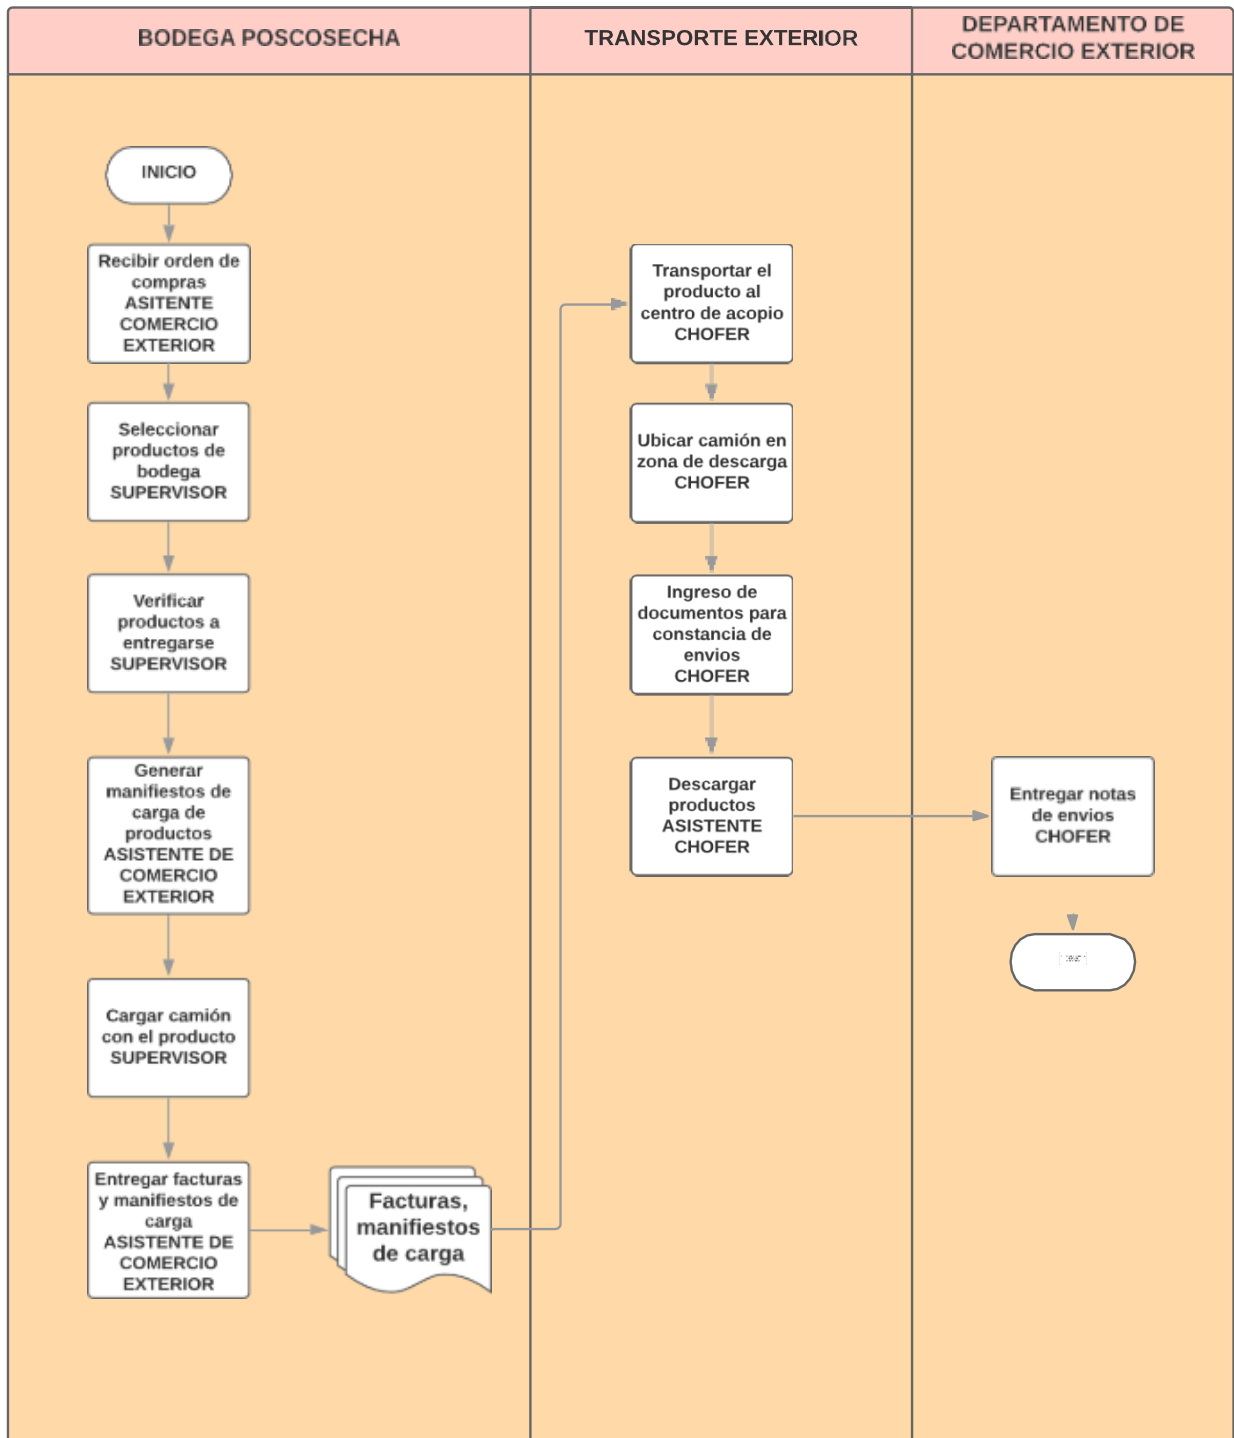 BODEGA POSCOSECHA
TRANSPORTE EXTERIOR
DEPARTAMENTO DE
COMERCIO EXTERIOR
INICIO
Recibir orden de
compras
ASITENTE
COMERCIO
EXTERIOR
Seleccionar
productos de
bodega
SUPERVISOR
Verificar
productos a
entregarse
SUPERVISOR
Generar
manifiestos de
carga de
productos
ASISTENTE DE
COMERCIO
EXTERIOR
Cargar camión
con el producto
SUPERVISOR
Entregar facturas
y manifiestos de
carga
ASISTENTE DE
COMERCIO
EXTERIOR
Facturas,
manifiestos
de carga
Transportar el
producto al
centro de acopio
CHOFER
Ubicar camión en
zona de descarga
CHOFER
Ingreso de
documentos para
constancia de
envios
CHOFER
Descargar
productos
ASISTENTE
CHOFER
Entregar notas
de envios
CHOFER